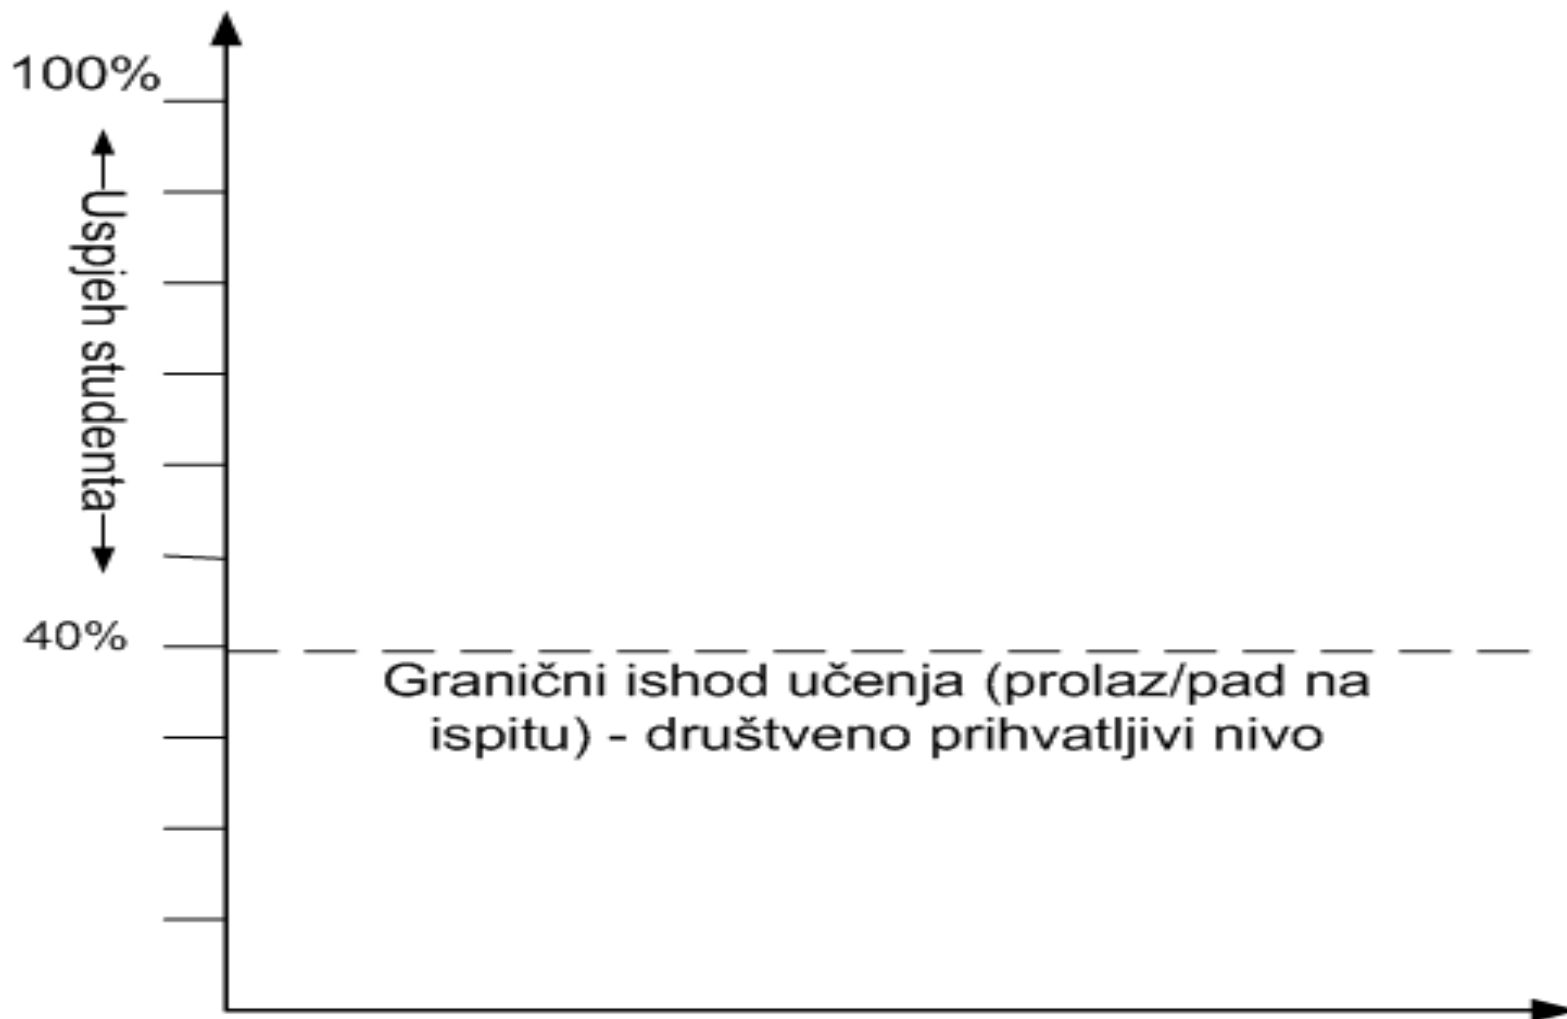 100%
Uspjeh studenta
40%
Granični ishod učenja (prolaz/pad na
ispitu) - društveno prihvatljivi nivo